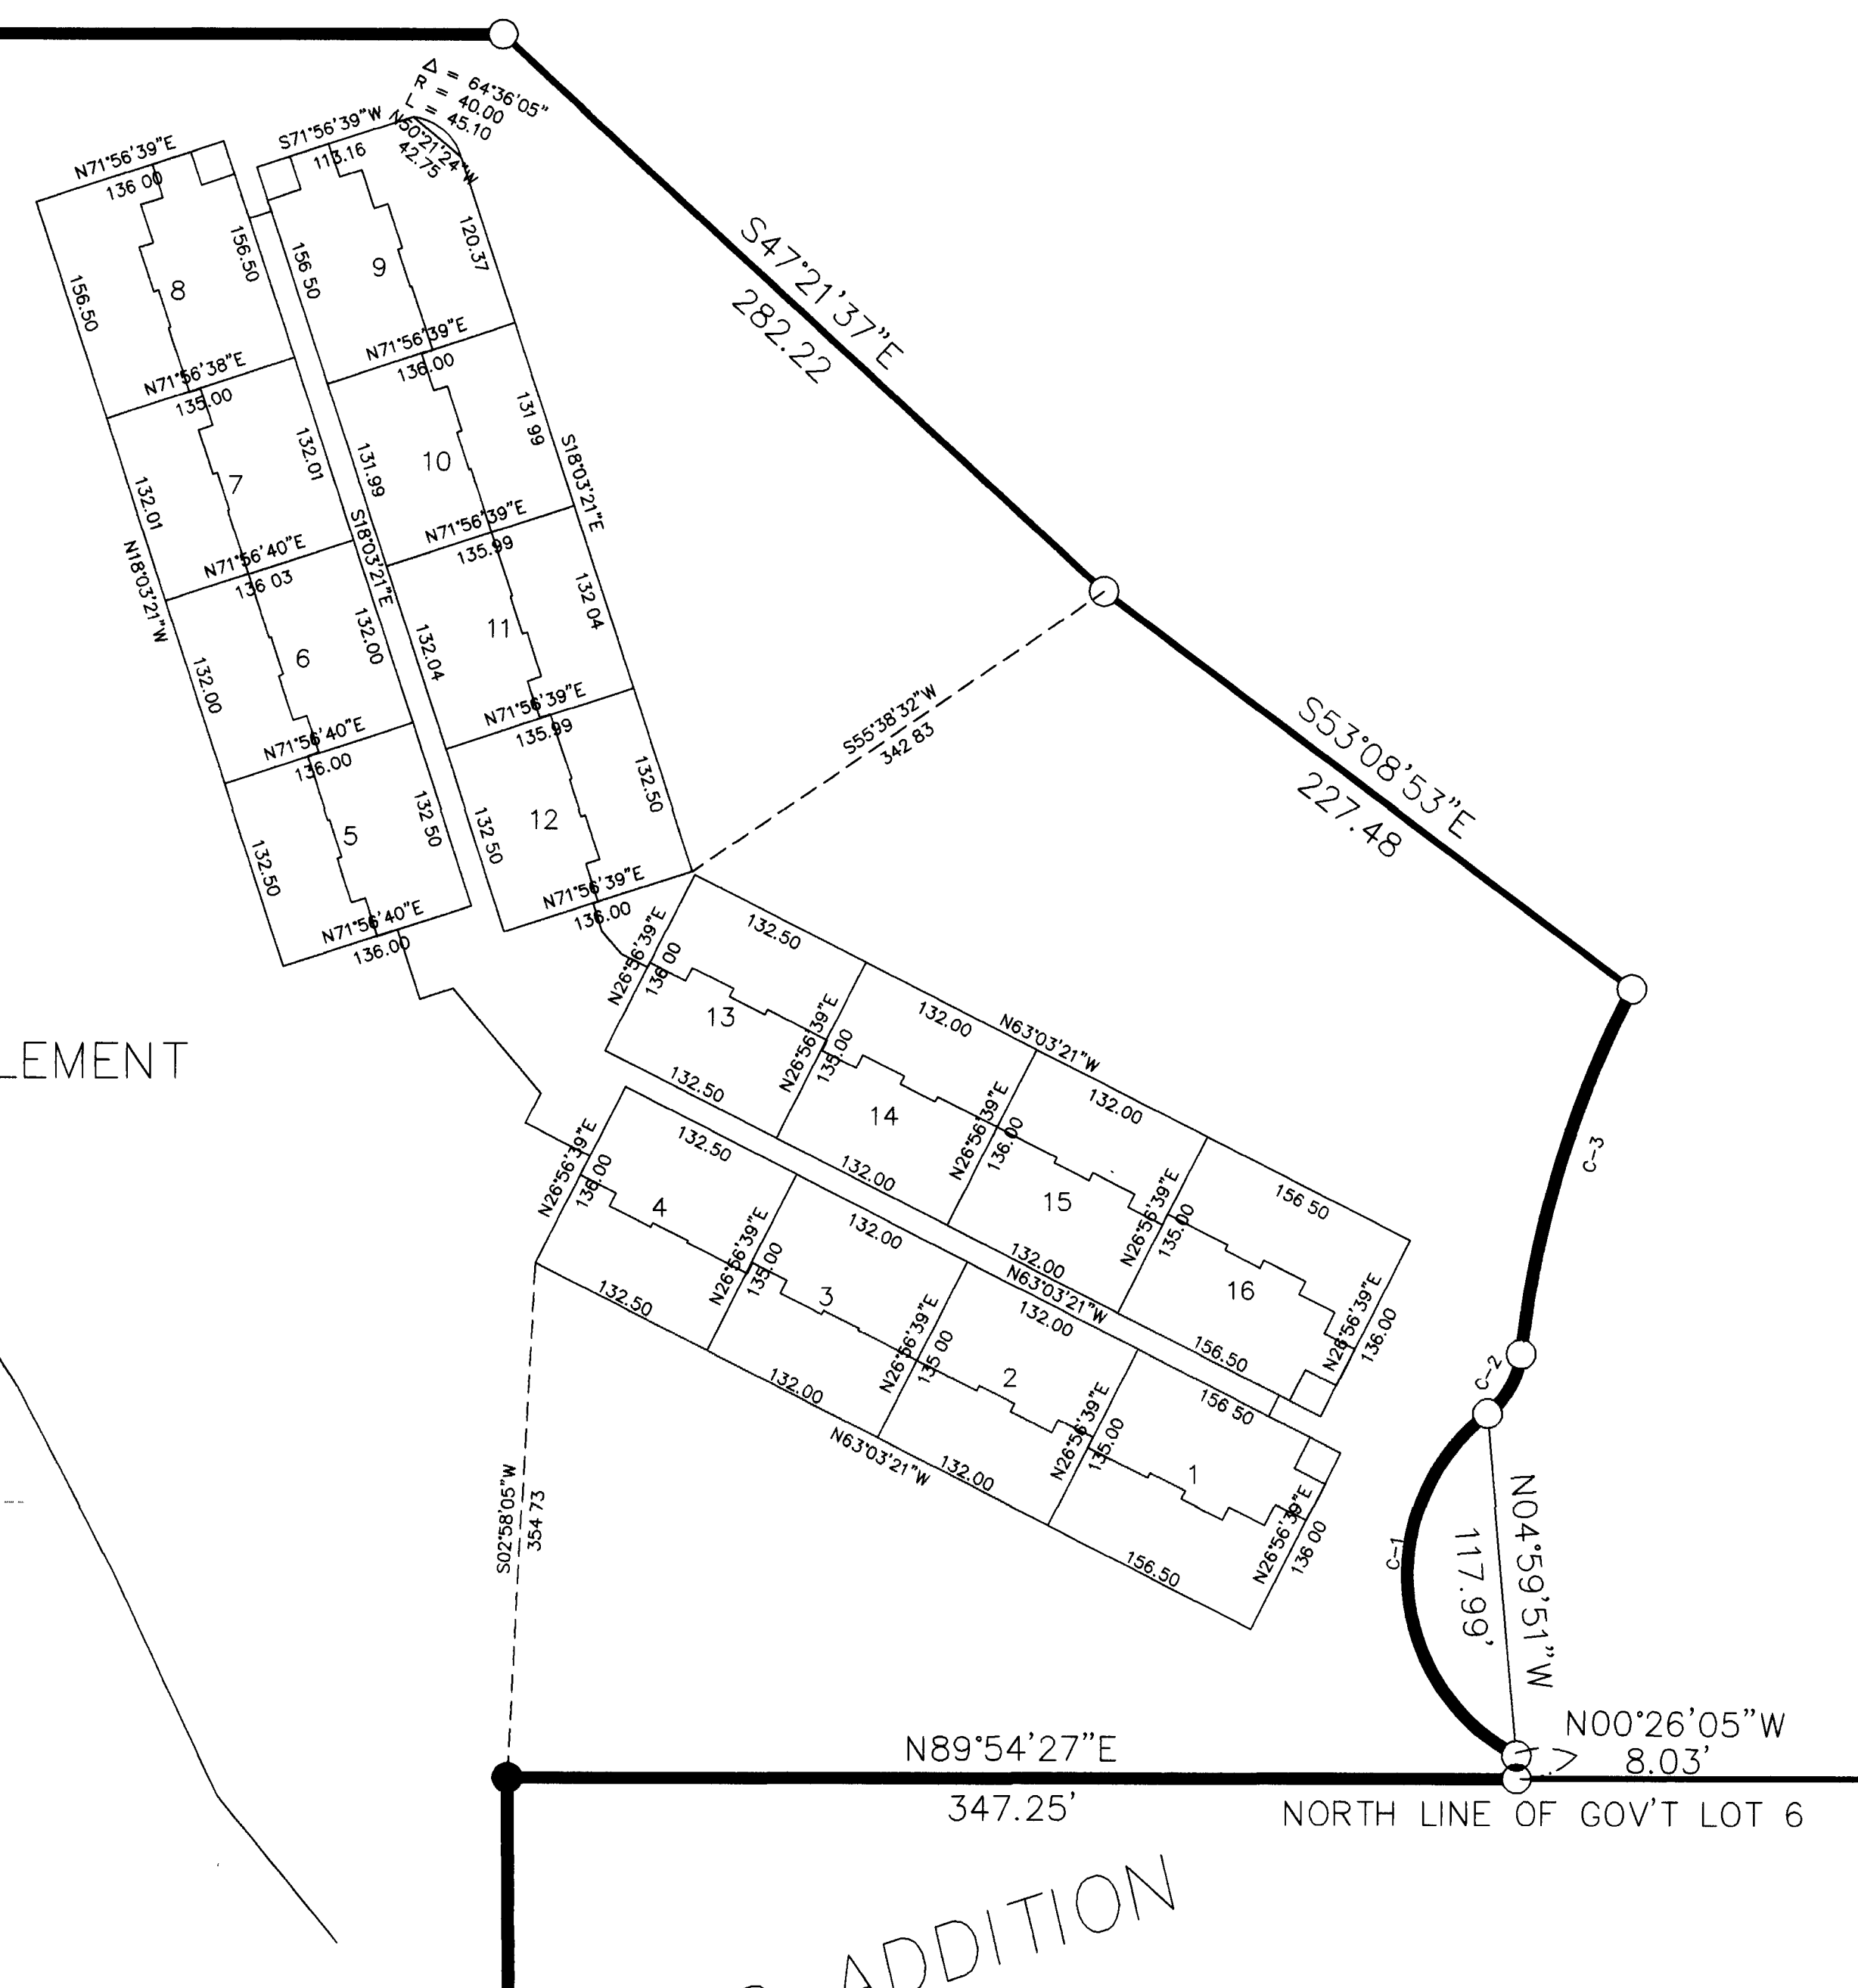 Δ = 64°36'05"
R = 40.00
L = 45.10
N50°21'24"W
42.75
S71°56'39"W
113.16
N71°56'39"E
136 00
156.50
156.50
8
156 50
9
120.37
S47°21'37"E
282.22
N71°56'38"E
135.00
N71°56'39"E
136.00
132.01
7
132.01
131.99
10
131 99
N18°03'21"W
S18°03'21"E
S18°03'21"E
N71°56'40"E
136 03
N71°56'39"E
135.99
132.00
6
132.00
132.04
11
132 04
N71°56'40"E
136.00
N71°56'39"E
135.99
S55°38'32"W
342 83
S53°08'53"E
227.48
132.50
5
132 50
132 50
12
132.50
N71°56'40"E
136.00
N71°56'39"E
136.00
LEMENT
N26°56'39"E
136.00
132.50
13
132.50
N26°56'39"E
135.00
132.00
N63°03'21"W
14
132.00
N26°56'39"E
136.00
132.00
15
132.00
N26°56'39"E
135.00
156 50
16
156.50
N26°56'39"E
136.00
C-3
C-2
N26°56'39"E
136.00
132.50
4
132.50
N26°56'39"E
135.00
132.00
3
132.00
N63°03'21"W
N26°56'39"E
135 00
132.00
2
132.00
N63°03'21"W
N26°56'39"E
135.00
156 50
1
156.50
N26°56'39"E
136 00
C-1
N04°59'51"W
117.99'
S02°58'05"W
354 73
N89°54'27"E
347.25'
N00°26'05"W
8.03'
NORTH LINE OF GOV'T LOT 6
ADDITION